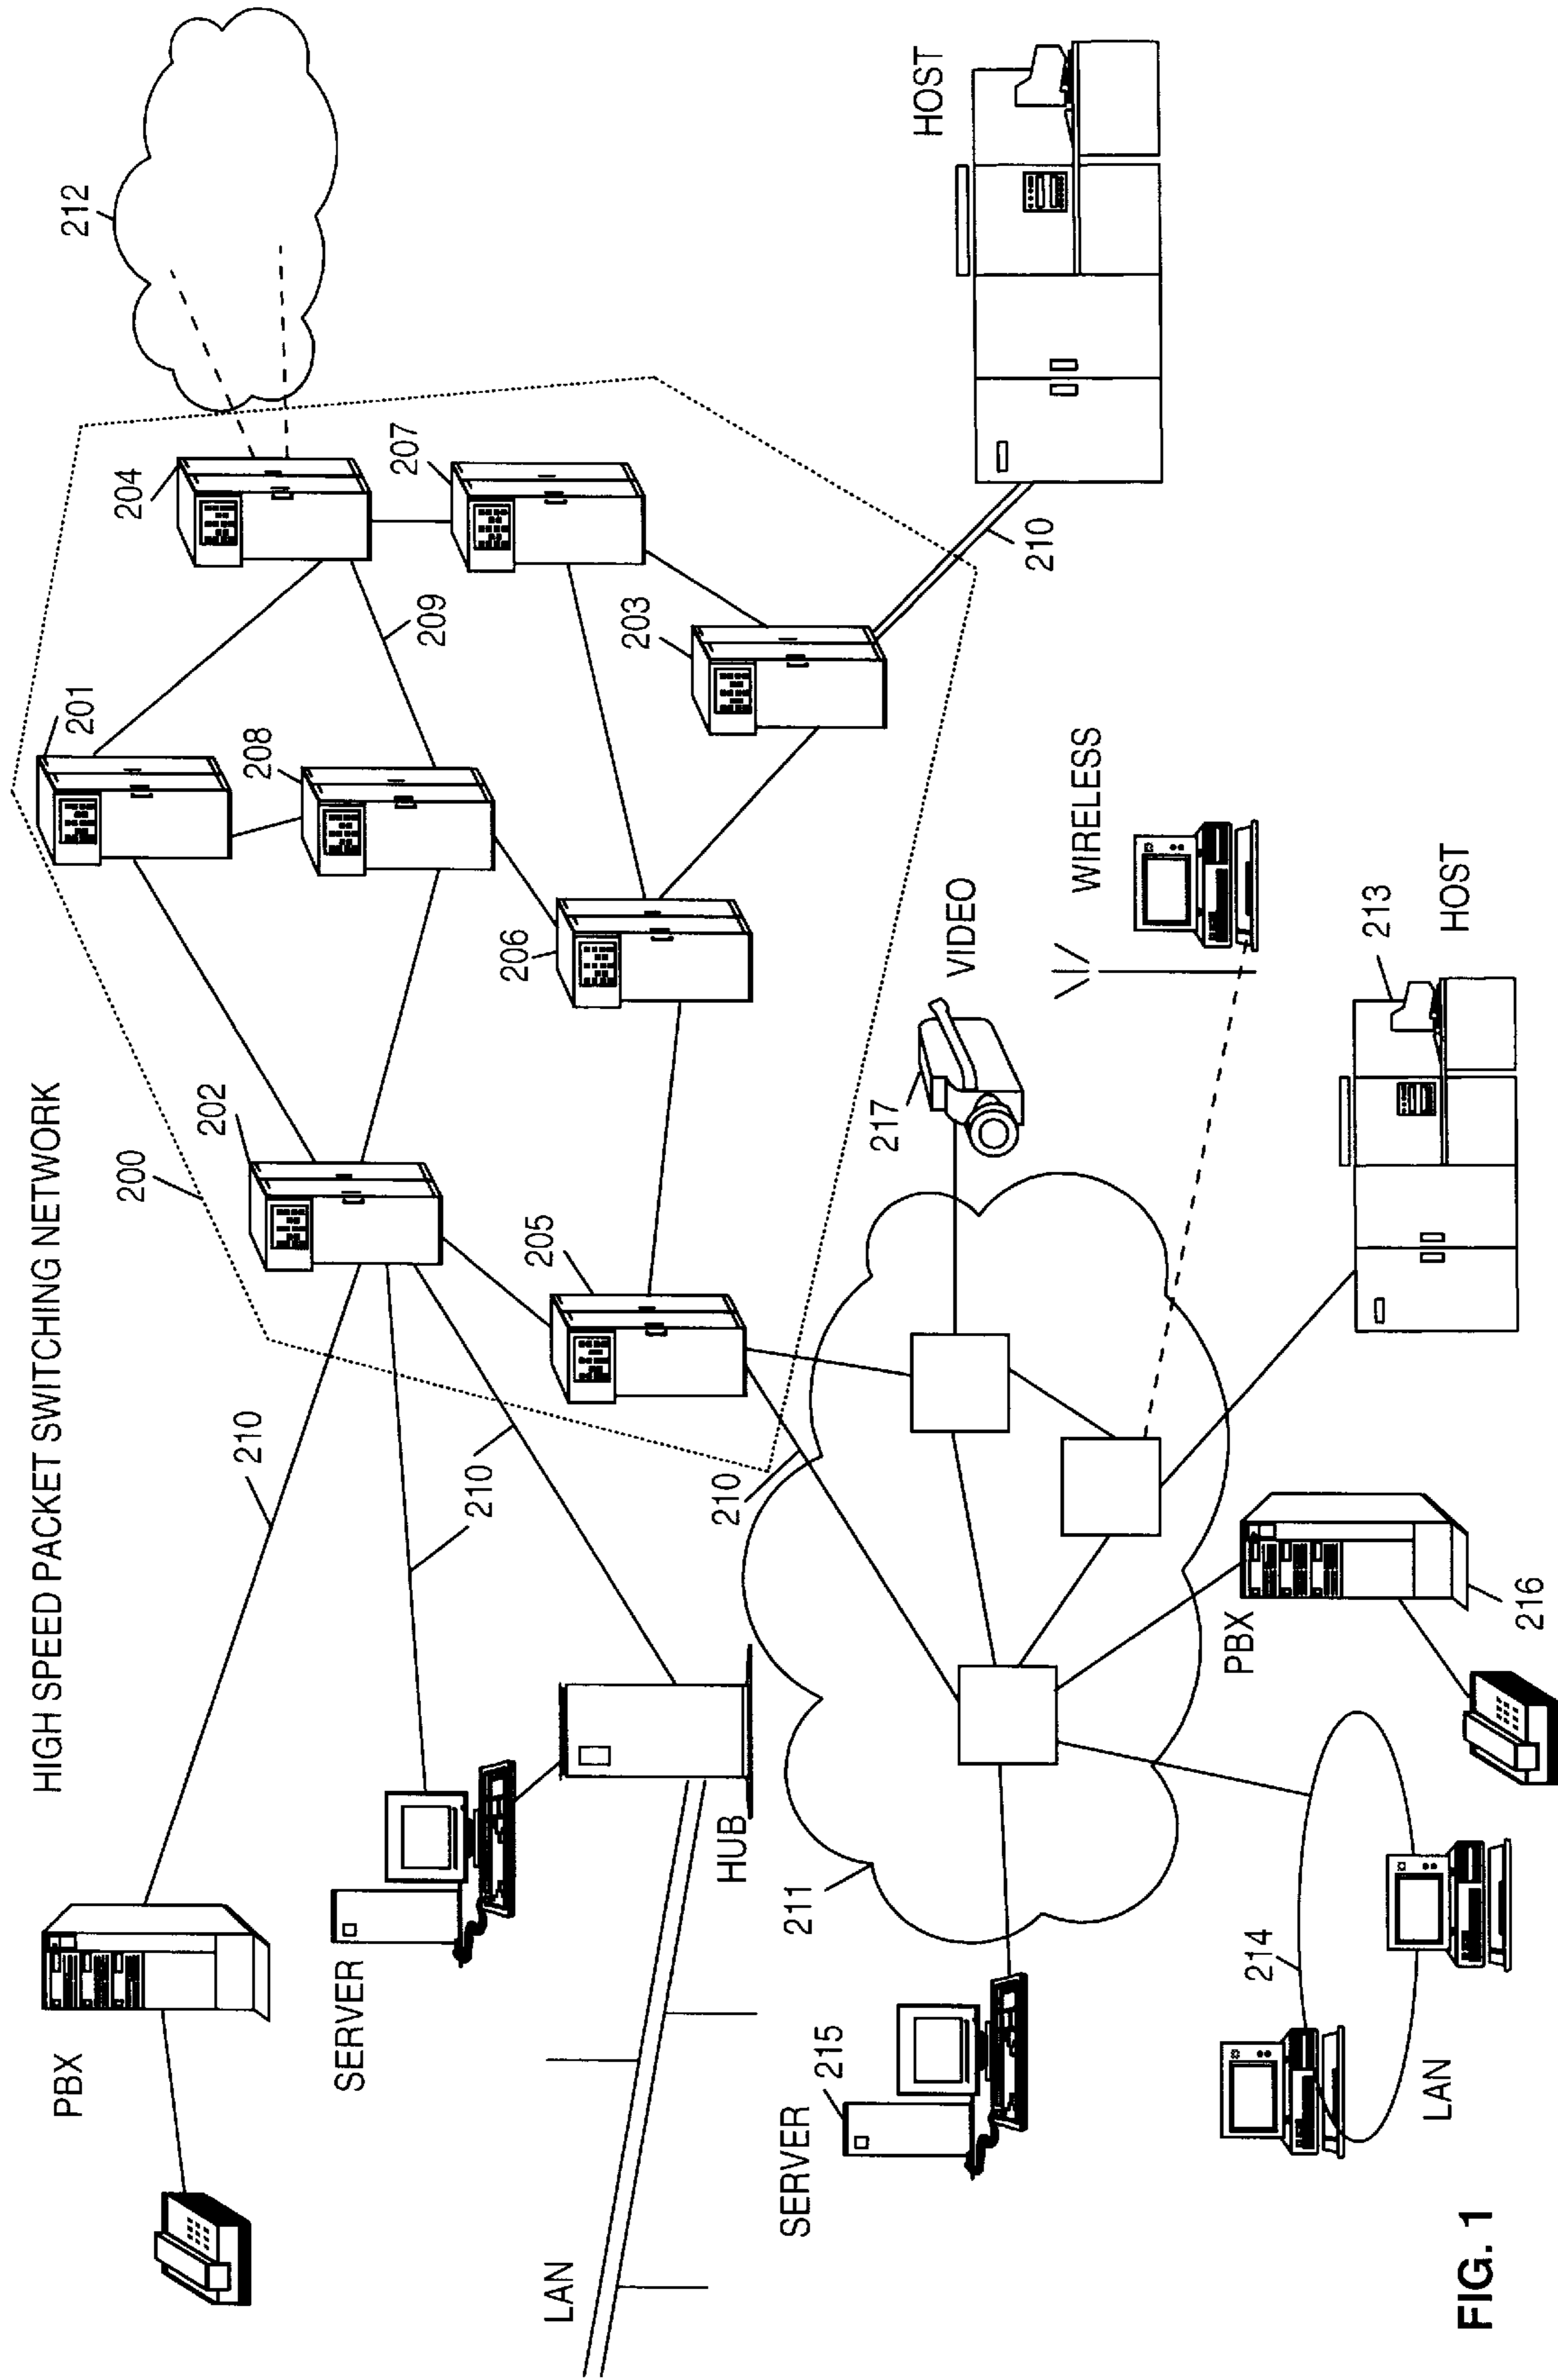 HIGH SPEED PACKET SWITCHING NETWORK
PBX
210
200
201
204
212
202
208
SERVER
210
209
207
210
205
206
203
LAN
HUB
210
210
HOST
211
217
VIDEO
SERVER
215
WIRELESS
214
PBX
213
LAN
216
HOST
FIG. 1